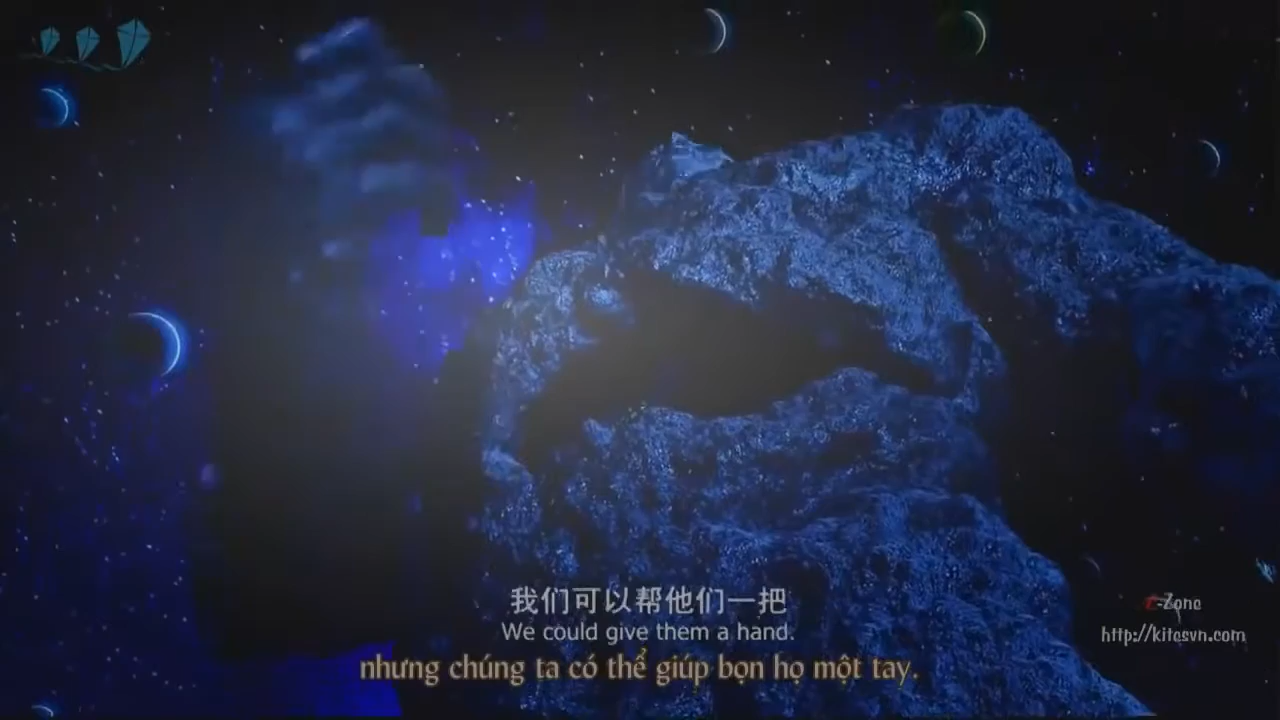 我们可以帮他们一把
We could give them a hand.
nhưng chúng ta có thể giúp bọn họ một tay.
E-Zone
http://kitesvn.com